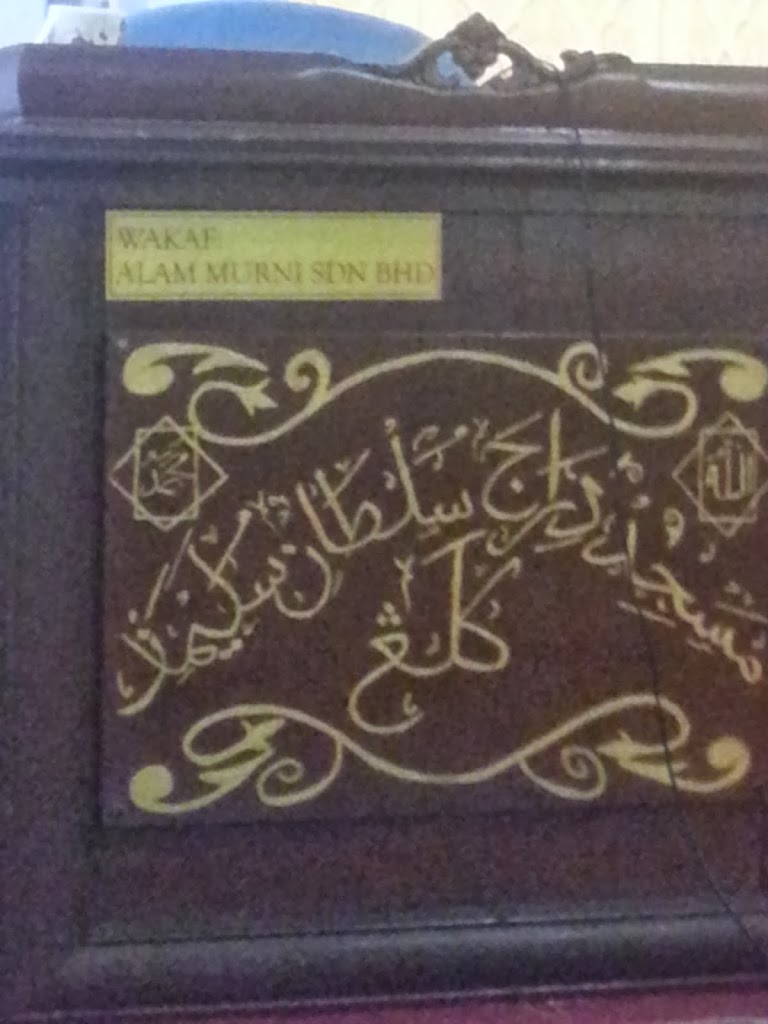 WAKAF:
ALAM MURNI SDN BHD
محمد
الله
مسجد دراج سلطان سليمان
كلڠ